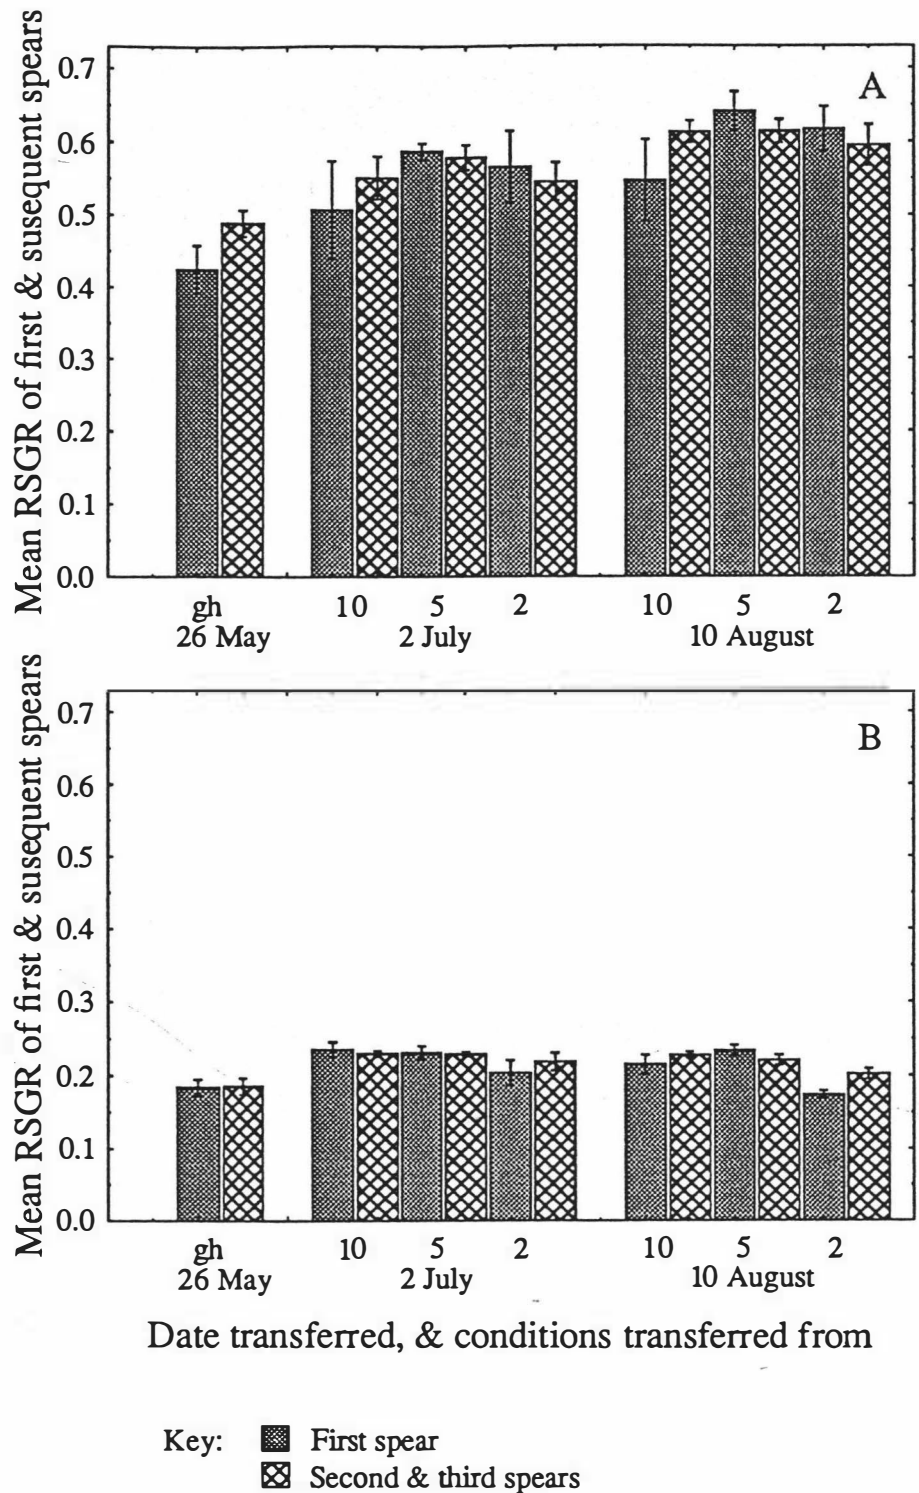 Mean RSGR of first & susequent spears
0.7
0.6
0.5
0.4
0.3
0.2
0.1
0.0
A
gh 10 5 2 10 5 2
26 May 2 July 10 August
Mean RSGR of first & susequent spears
0.7
0.6
0.5
0.4
0.3
0.2
0.1
0.0
B
gh 10 5 2 10 5 2
26 May 2 July 10 August
Date transferred, & conditions transferred from
Key: First spear
Second & third spears